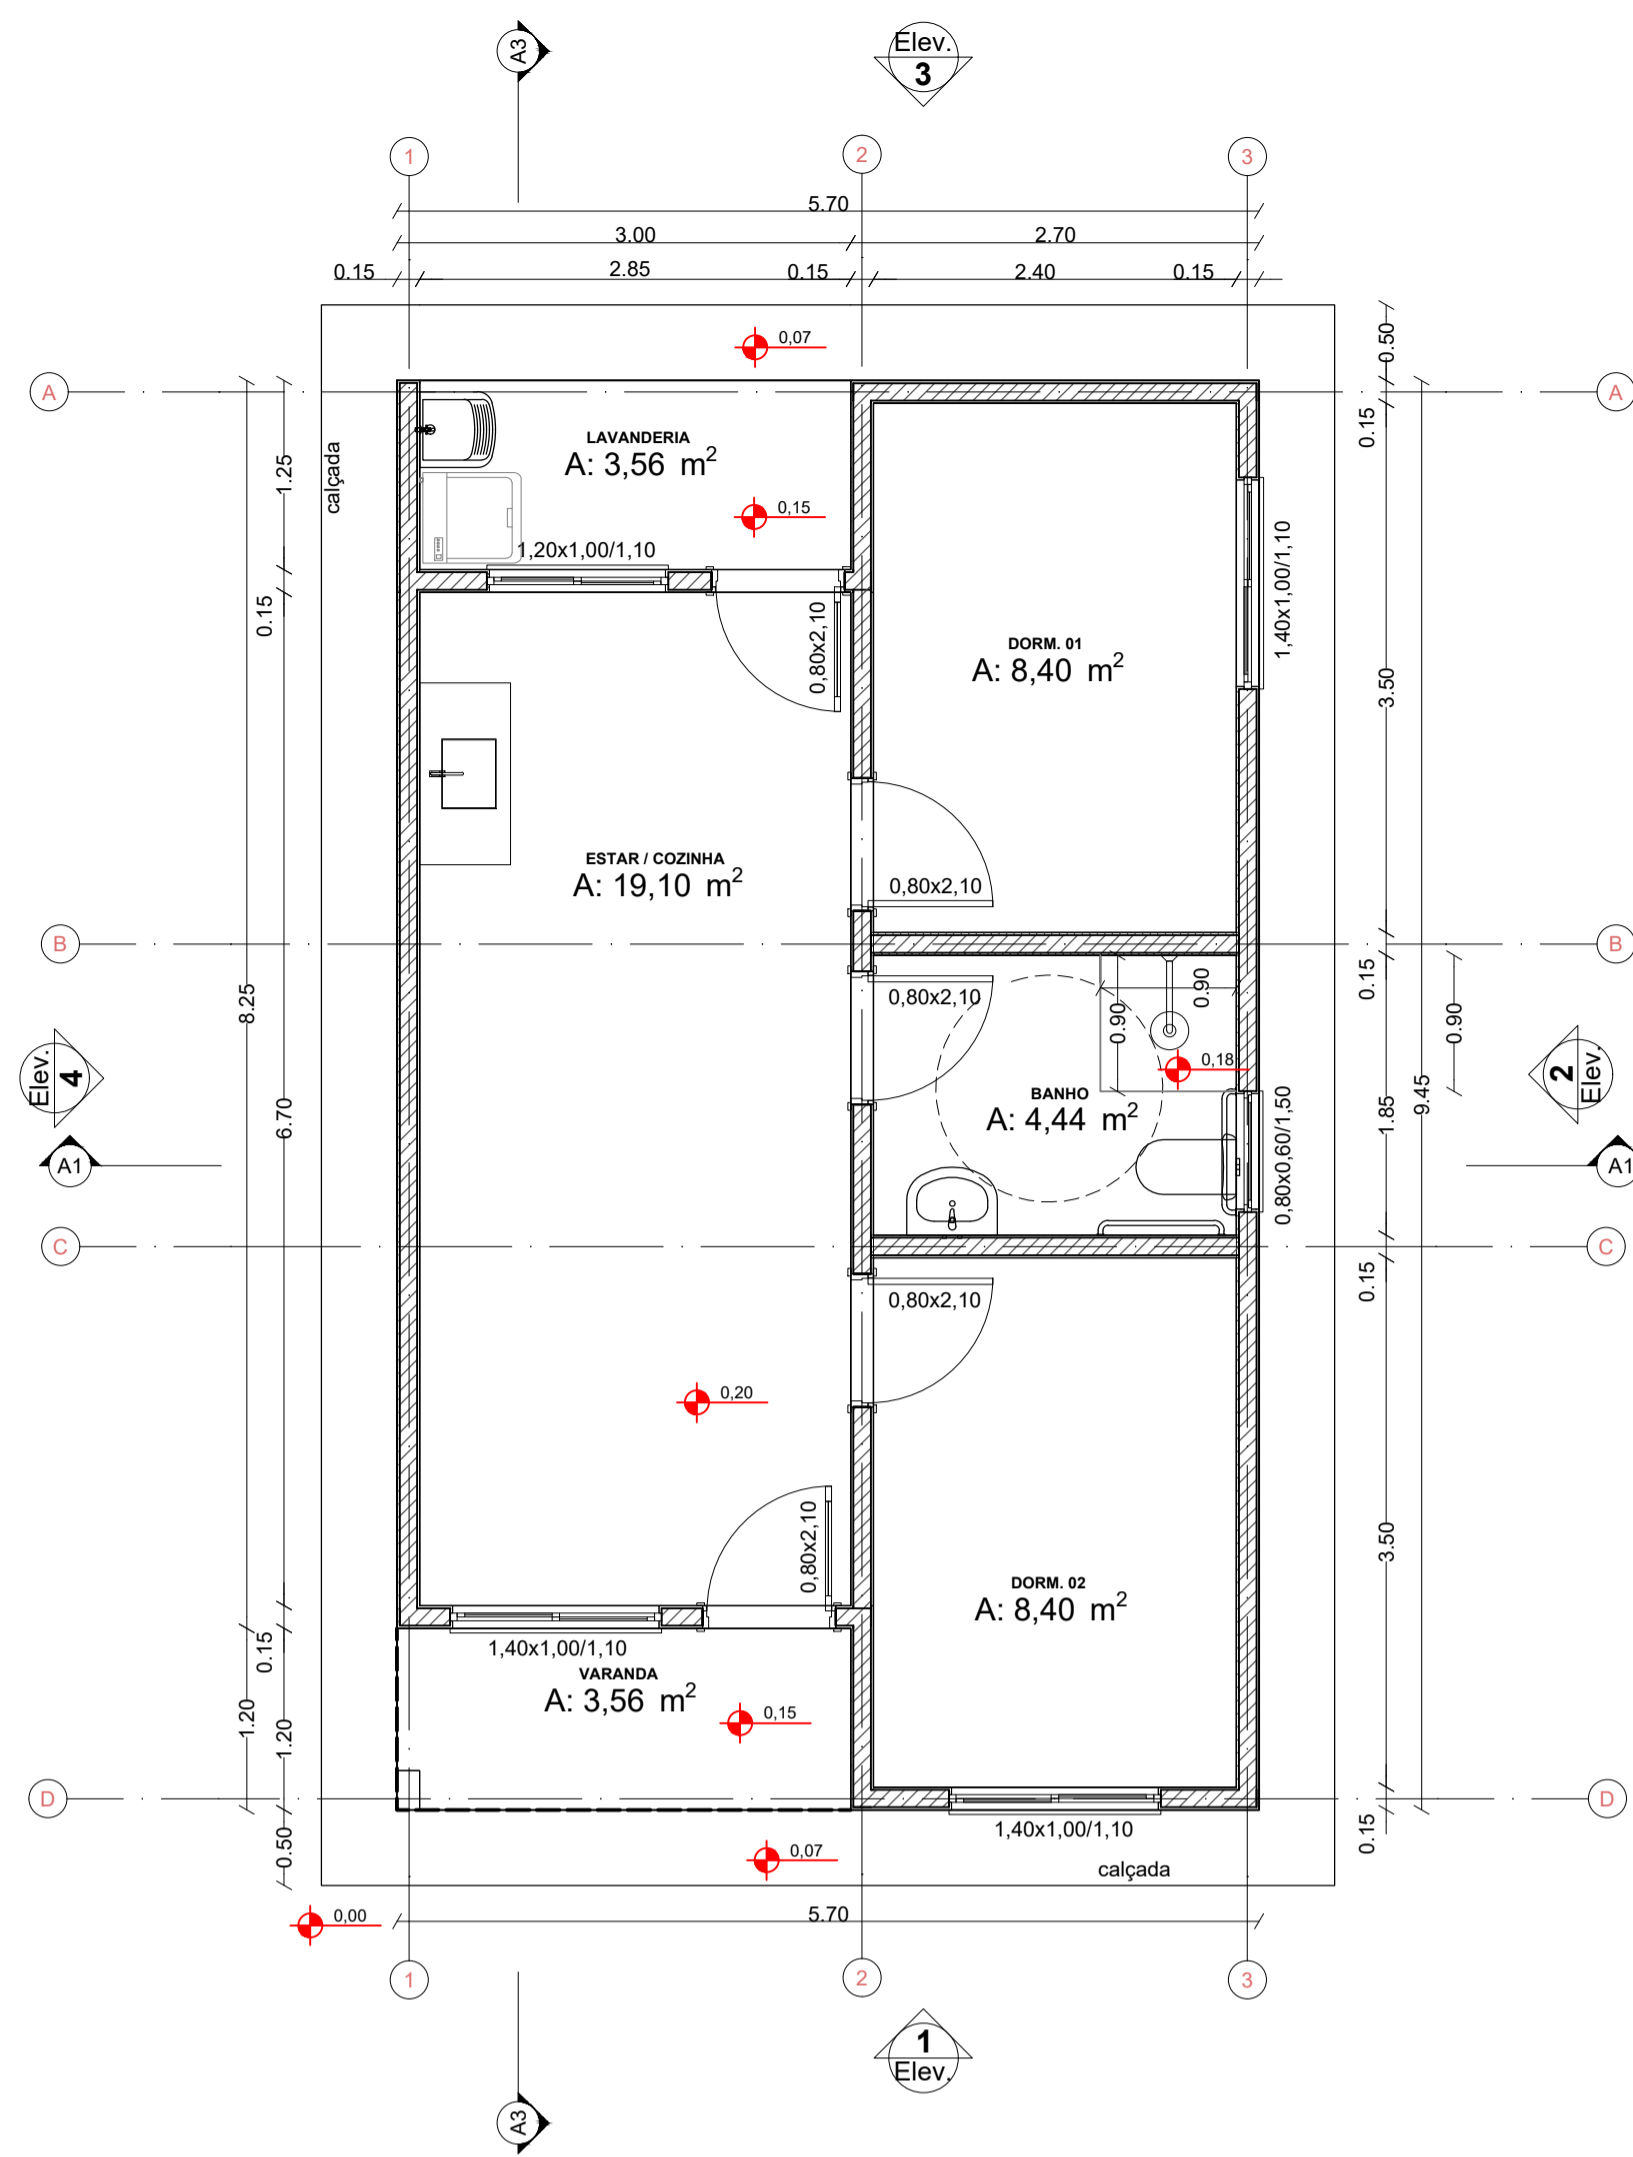 A3
Elev.
3
1
2
3
5.70
3.00
2.70
0.15
2.85
0.15
2.40
0.15
0,07
0.50
A
A
LAVANDERIA
A: 3,56 m²
0.15
calçada
1.25
0,15
1,20x1,00/1,10
1,40x1,00/1,10
0.15
0,80x2,10
DORM. 01
A: 8,40 m²
3.50
ESTAR / COZINHA
A: 19,10 m²
0,80x2,10
B
B
8.25
0,80x2,10
0.90
0.90
0.15
0.90
0,18
Elev.
4
2
Elev.
BANHO
A: 4,44 m²
6.70
1.85
9.45
0,80x0,60/1,50
A1
A1
C
C
0,80x2,10
0.15
0,20
0,80x2,10
3.50
DORM. 02
A: 8,40 m²
1,40x1,00/1,10
0.15
VARANDA
A: 3,56 m²
1.20
1.20
0,15
D
D
1,40x1,00/1,10
0.15
0.50
0,07
calçada
0,00
5.70
1
2
3
1
Elev.
A3